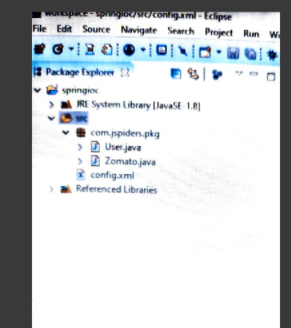 workspace - springioc/src/config.xml - Eclipse
File Edit Source Navigate Search Project Run
Package Explorer
springioc
JRE System Library [JavaSE-1.8]
src
com.jspiders.pkg
User.java
Zomato.java
config.xml
Referenced Libraries